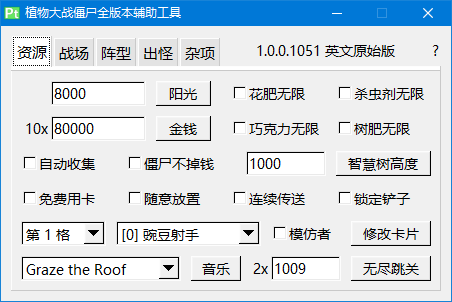 Pt 植物大战僵尸全版本辅助工具
资源 战场 阵型 出怪 杂项 1.0.0.1051 英文原始版 ?
8000 阳光 花肥无限 杀虫剂无限
10x 80000 金钱 巧克力无限 树肥无限
自动收集 僵尸不掉钱 1000 智慧树高度
免费用卡 随意放置 连续传送 锁定铲子
第 1 格 [0] 豌豆射手 模仿者 修改卡片
Graze the Roof 音乐 2x 1009 无尽跳关